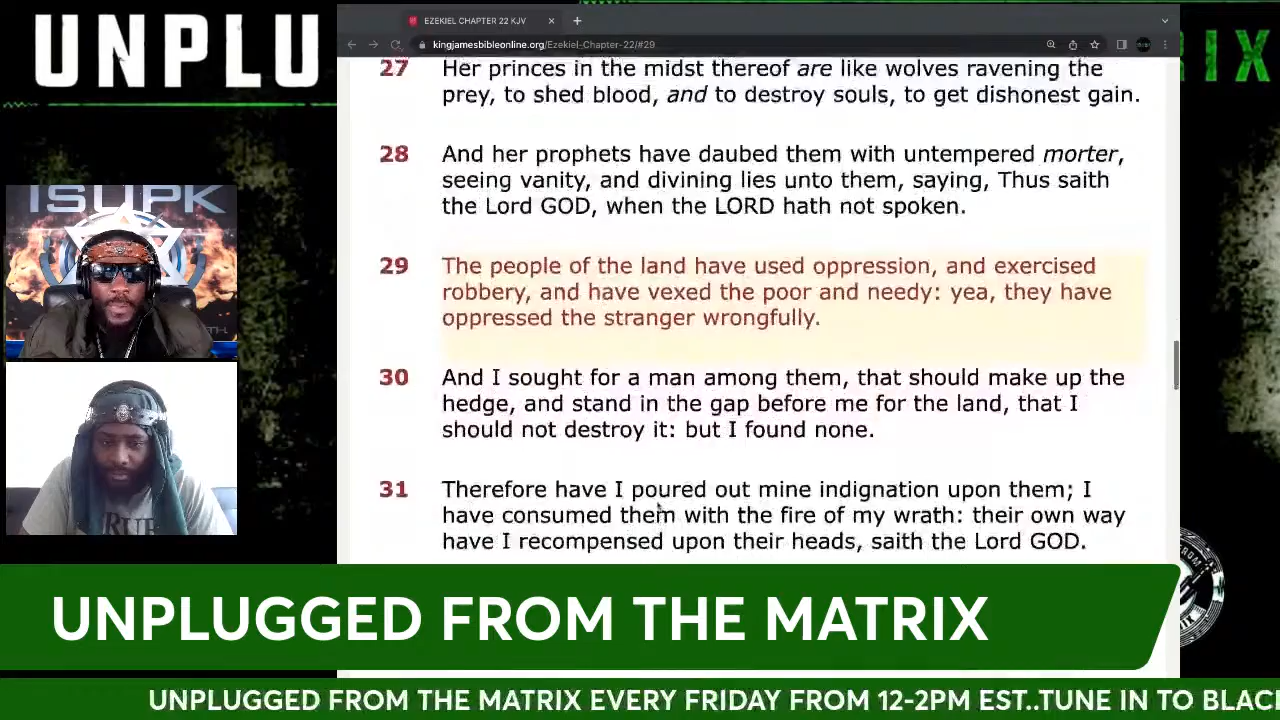 UNPLU
EZEKIEL CHAPTER 22 KJV
kingjamesbibleonline.org/Ezekiel_Chapter-22/#29
RIX
27 Her princes in the midst thereof are like wolves ravening the
prey, to shed blood, and to destroy souls, to get dishonest gain.
28 And her prophets have daubed them with untempered morter,
seeing vanity, and divining lies unto them, saying, Thus saith
the Lord GOD, when the LORD hath not spoken.
29 The people of the land have used oppression, and exercised
robbery, and have vexed the poor and needy: yea, they have
oppressed the stranger wrongfully.
30 And I sought for a man among them, that should make up the
hedge, and stand in the gap before me for the land, that I
should not destroy it: but I found none.
31 Therefore have I poured out mine indignation upon them; I
have consumed them with the fire of my wrath: their own way
have I recompensed upon their heads, saith the Lord GOD.
ISUPK
UNPLUGGED FROM THE MATRIX
UNPLUGGED FROM THE MATRIX EVERY FRIDAY FROM 12-2PM EST..TUNE IN TO BLAC